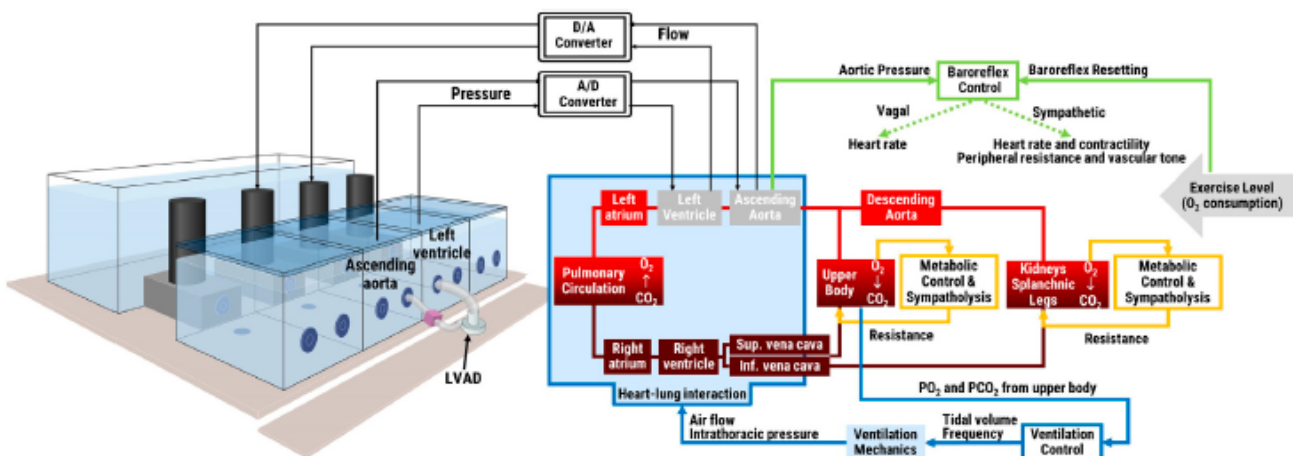 D/A
Converter
Flow
A/D
Converter
Pressure
Left
ventricle
Ascending
aorta
LVAD
Aortic Pressure
Baroreflex
Control
Baroreflex Resetting
Vagal
Sympathetic
Heart rate
Heart rate and contractility
Peripheral resistance and vascular tone
Exercise Level
(O₂ consumption)
Left
atrium
Left
Ventricle
Ascending
Aorta
Descending
Aorta
Pulmonary
Circulation
O₂
↑
CO₂
Upper
Body
O₂
↓
CO₂
Metabolic
Control &
Sympatholysis
Resistance
Kidneys
Splanchnic
Legs
O₂
↓
CO₂
Metabolic
Control &
Sympatholysis
Resistance
Right
atrium
Right
ventricle
Sup. vena cava
Inf. vena cava
Heart-lung interaction
PO₂ and PCO₂ from upper body
Air flow
Intrathoracic pressure
Ventilation
Mechanics
Tidal volume
Frequency
Ventilation
Control